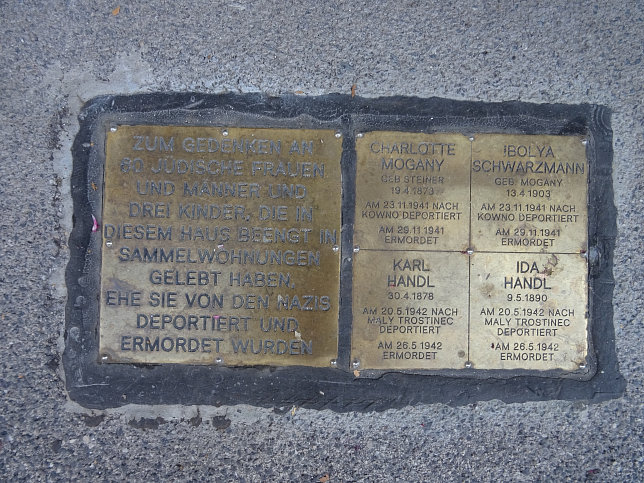 ZUM GEDENKEN AN
60 JÜDISCHE FRAUEN
UND MÄNNER UND
DREI KINDER, DIE IN
DIESEM HAUS BEENGT IN
SAMMELWOHNUNGEN
GELEBT HABEN,
EHE SIE VON DEN NAZIS
DEPORTIERT UND
ERMORDET WURDEN
CHARLOTTE
MOGANY
GEB STEINER
19.4.1873
AM 23.11.1941 NACH
KOWNO DEPORTIERT
AM 29.11.1941
ERMORDET
IBOLYA
SCHWARZMANN
GEB. MOGANY
13.4.1903
AM 23.11.1941 NACH
KOWNO DEPORTIERT
AM 29.11.1941
ERMORDET
KARL
HANDL
30.4.1878
AM 20.5.1942 NACH
MALY TROSTINEC
DEPORTIERT
AM 26.5.1942
ERMORDET
IDA
HANDL
9.5.1890
AM 20.5.1942 NACH
MALY TROSTINEC
DEPORTIERT
AM 26.5.1942
ERMORDET